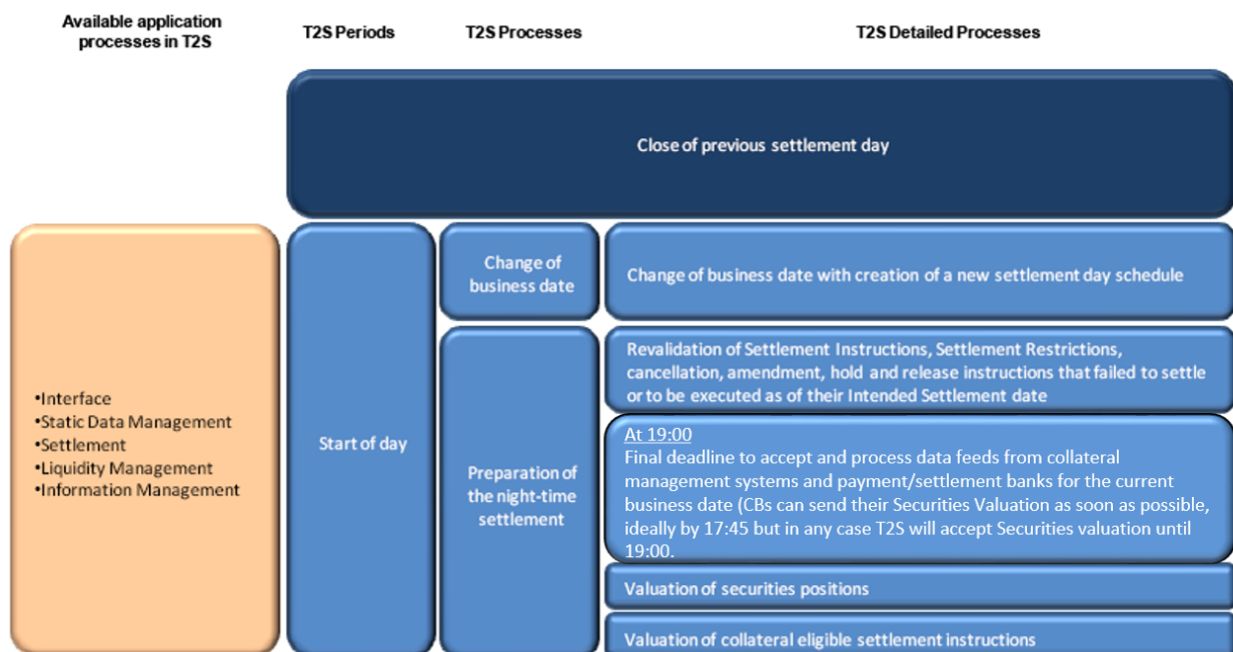 Available application
processes in T2S
T2S Periods
T2S Processes
T2S Detailed Processes
Close of previous settlement day
•Interface
•Static Data Management
•Settlement
•Liquidity Management
•Information Management
Start of day
Change of
business date
Change of business date with creation of a new settlement day schedule
Preparation of
the night-time
settlement
Revalidation of Settlement Instructions, Settlement Restrictions,
cancellation, amendment, hold and release instructions that failed to settle
or to be executed as of their Intended Settlement date
At 19:00
Final deadline to accept and process data feeds from collateral
management systems and payment/settlement banks for the current
business date (CBs can send their Securities Valuation as soon as possible,
ideally by 17:45 but in any case T2S will accept Securities valuation until
19:00.
Valuation of securities positions
Valuation of collateral eligible settlement instructions